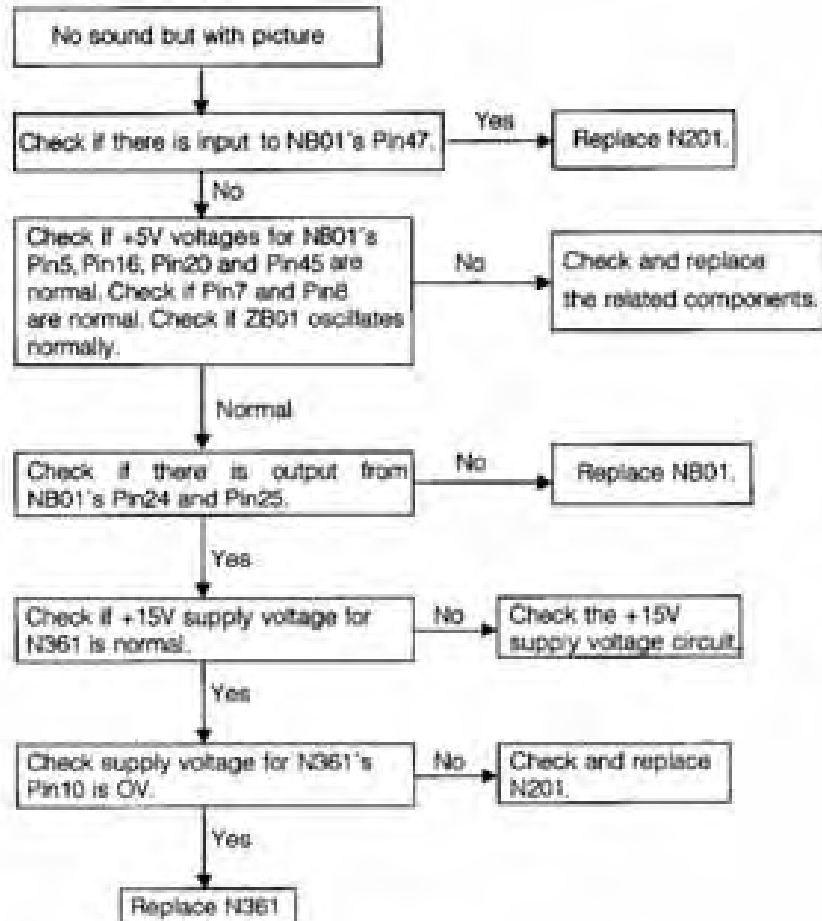 No sound but with picture
Check if there is input to NB01's Pin47.
Yes
Replace N201.
No
Check if +5V voltages for NB01's
Pin5, Pin16, Pin20 and Pin45 are
normal. Check if Pin7 and Pin8
are normal. Check if ZB01 oscillates
normally.
No
Check and replace
the related components.
Normal
Check if there is output from
NB01's Pin24 and Pin25.
No
Replace NB01.
Yes
Check if +15V supply voltage for
N361 is normal.
No
Check the +15V
supply voltage circuit.
Yes
Check supply voltage for N361's
Pin10 is 0V.
No
Check and replace
N201.
Yes
Replace N361